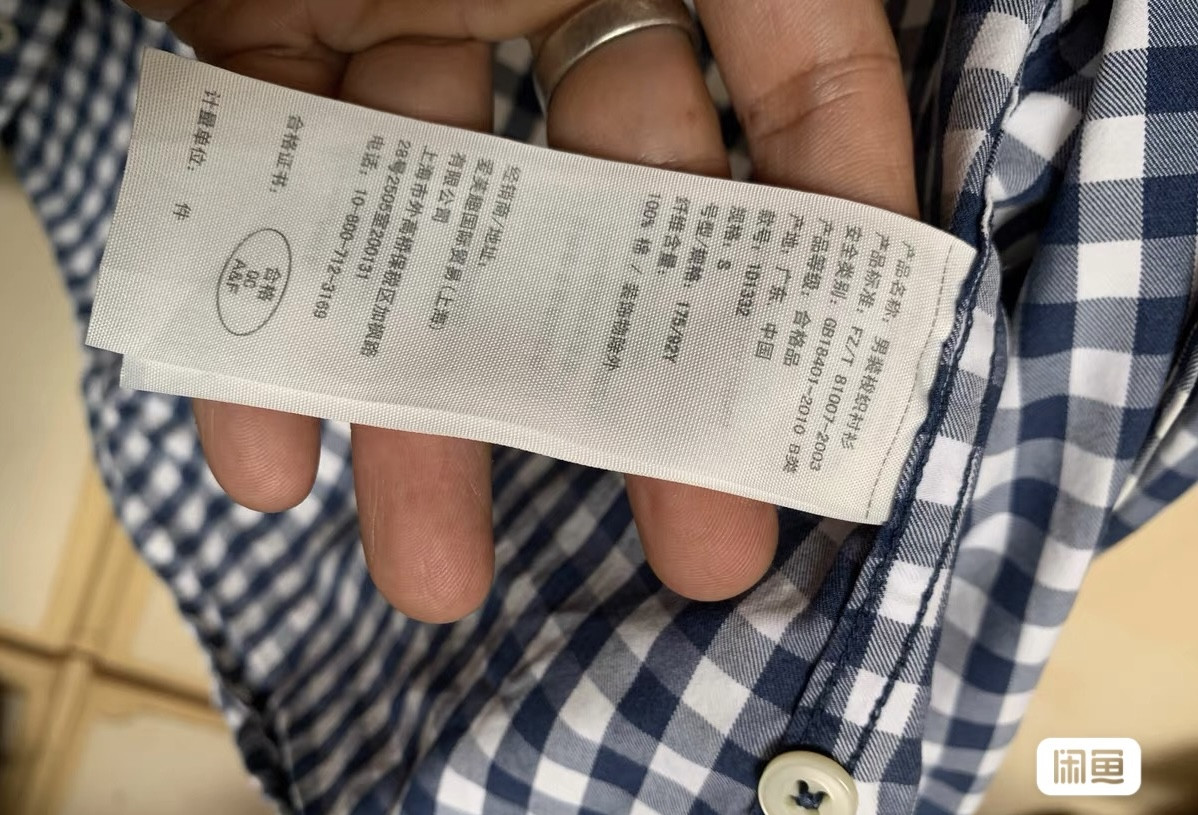 产品名称: 男装梭织衬衫
产品标准: FZ/T 81007-2003
安全类别: GB18401-2010 B类
产品等级: 合格品
产地: 广东, 中国
款号: 101332
规格: S
号型/规格: 175/92Y
纤维含量:
100% 棉 / 装饰物除外
经销商/地址:
爱芙趣国际贸易(上海)
有限公司
上海市外高桥保税区加枫路
28号2005室200131
电话: 10-800-712-3169
合格证书:
合格
QC
A&F
计量单位: 件
闲鱼